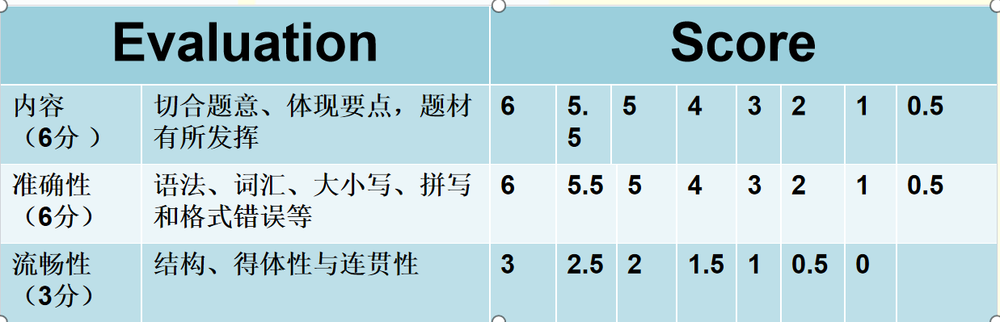 Evaluation Score
内容 切合题意、体现要点，题材 6 5. 5 4 3 2 1 0.5
（6分 ） 有所发挥 5
准确性 语法、词汇、大小写、拼写 6 5.5 5 4 3 2 1 0.5
（6分） 和格式错误等
流畅性 结构、得体性与连贯性 3 2.5 2 1.5 1 0.5 0
（3分）